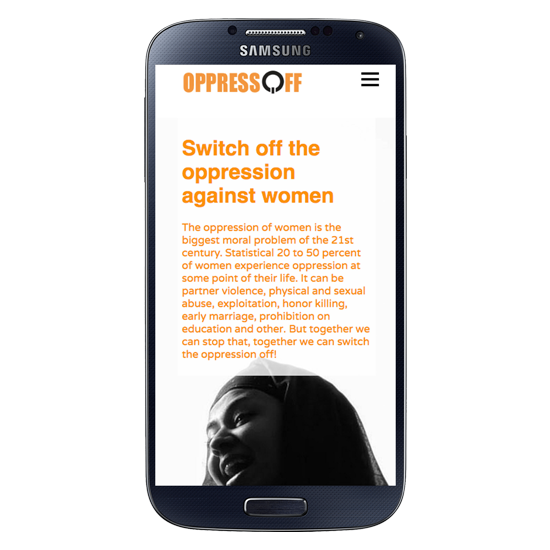 SAMSUNG
OPPRESSOFF
Switch off the
oppression
against women
The oppression of women is the
biggest moral problem of the 21st
century. Statistical 20 to 50 percent
of women experience oppression at
some point of their life. It can be
partner violence, physical and sexual
abuse, exploitation, honor killing,
early marriage, prohibition on
education and other. But together we
can stop that, together we can switch
the oppression off!